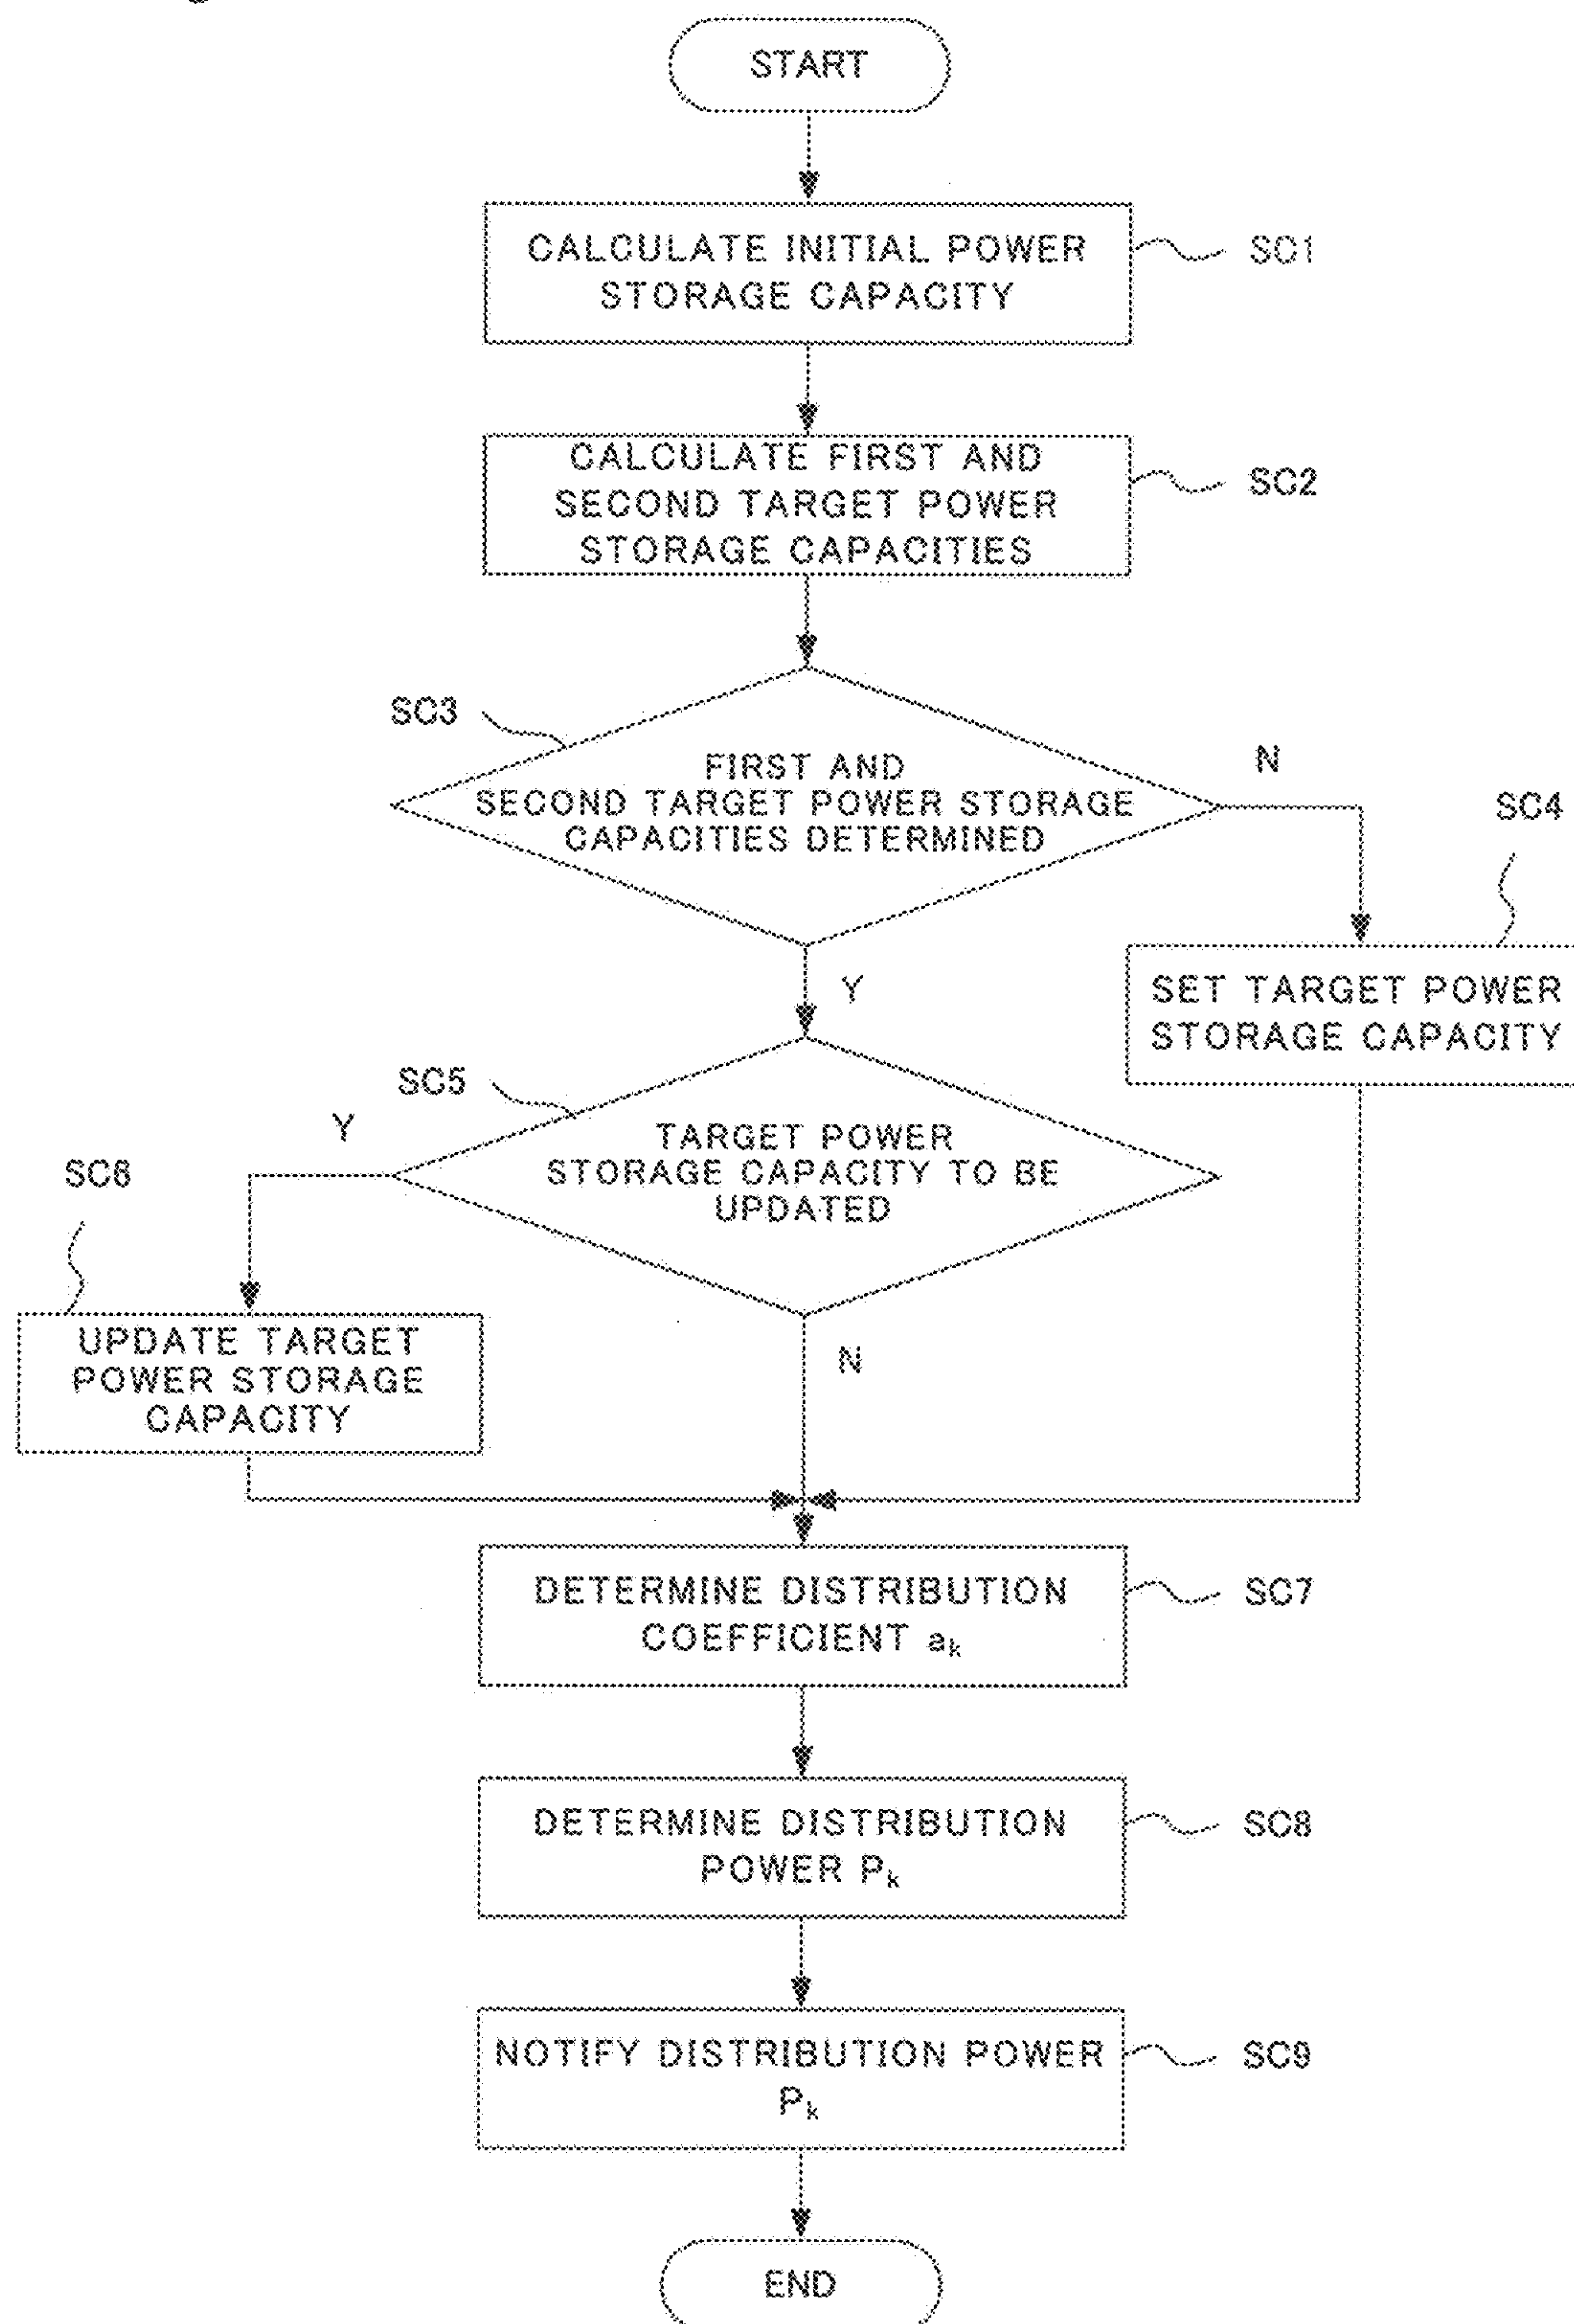 START
CALCULATE INITIAL POWER
STORAGE CAPACITY
SC1
CALCULATE FIRST AND
SECOND TARGET POWER
STORAGE CAPACITIES
SC2
SC3
FIRST AND
SECOND TARGET POWER STORAGE
CAPACITIES DETERMINED
N
SC4
SET TARGET POWER
STORAGE CAPACITY
Y
SC5
TARGET POWER
STORAGE CAPACITY TO BE
UPDATED
Y
SC6
UPDATE TARGET
POWER STORAGE
CAPACITY
N
DETERMINE DISTRIBUTION
COEFFICIENT ak
SC7
DETERMINE DISTRIBUTION
POWER Pk
SC8
NOTIFY DISTRIBUTION POWER
Pk
SC9
END